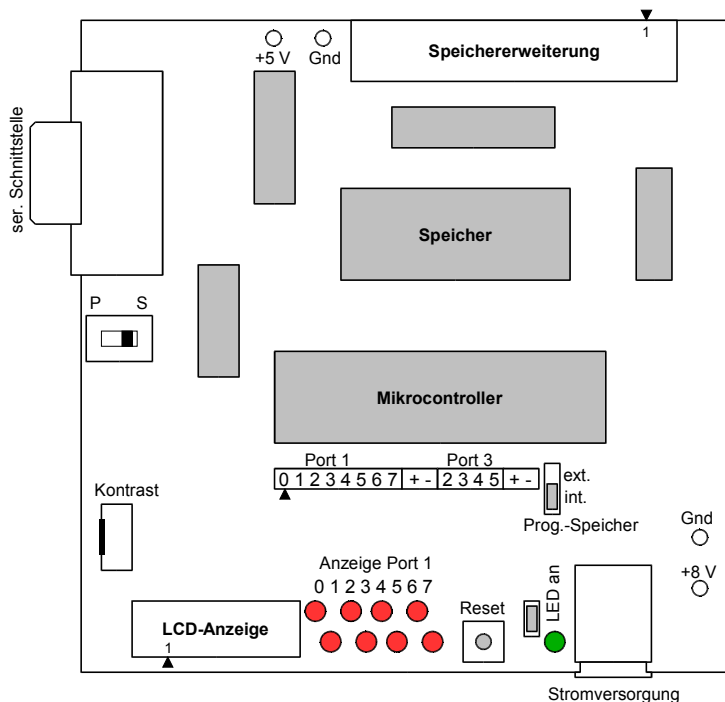 1
Speichererweiterung
+5 V
Gnd
ser. Schnittstelle
Speicher
P S
Mikrocontroller
Port 1 Port 3
0 1 2 3 4 5 6 7 + - 2 3 4 5 + -
ext.
int.
Prog.-Speicher
Kontrast
Gnd
+8 V
Anzeige Port 1
0 1 2 3 4 5 6 7
Reset
LED an
LCD-Anzeige
1
Stromversorgung